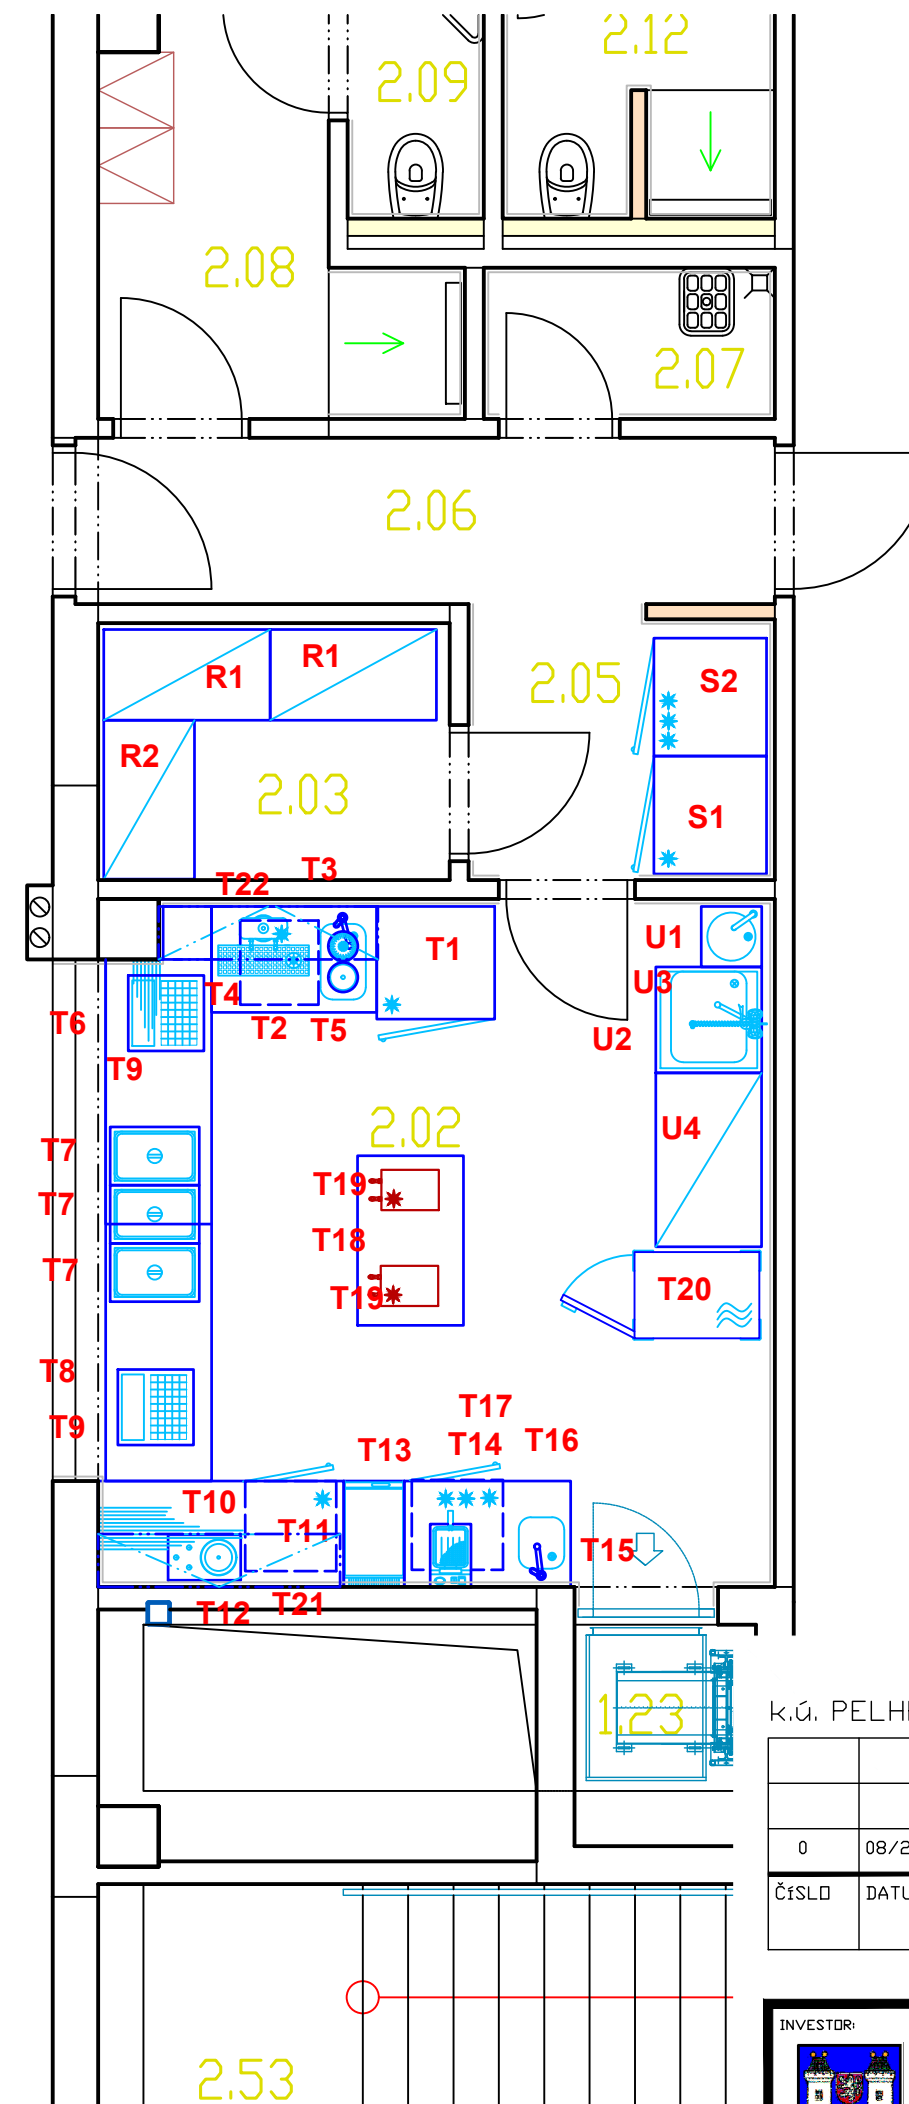 2.12
2.09
2.08
2.07
2.06
2.05
R1
R1
S2
R2
2.03
S1
T3
T22
T1
U1
U3
T4
T6
T2
T5
U2
T9
2.02
U4
T7
T19
T7
T18
T7
T19
T20
T8
T17
T9
T13
T14
T16
T10
T11
T15
T12
T21
1.23
k.ú. PELH
0
08/2
ČÍSLO
DATU
INVESTOR:
2.53